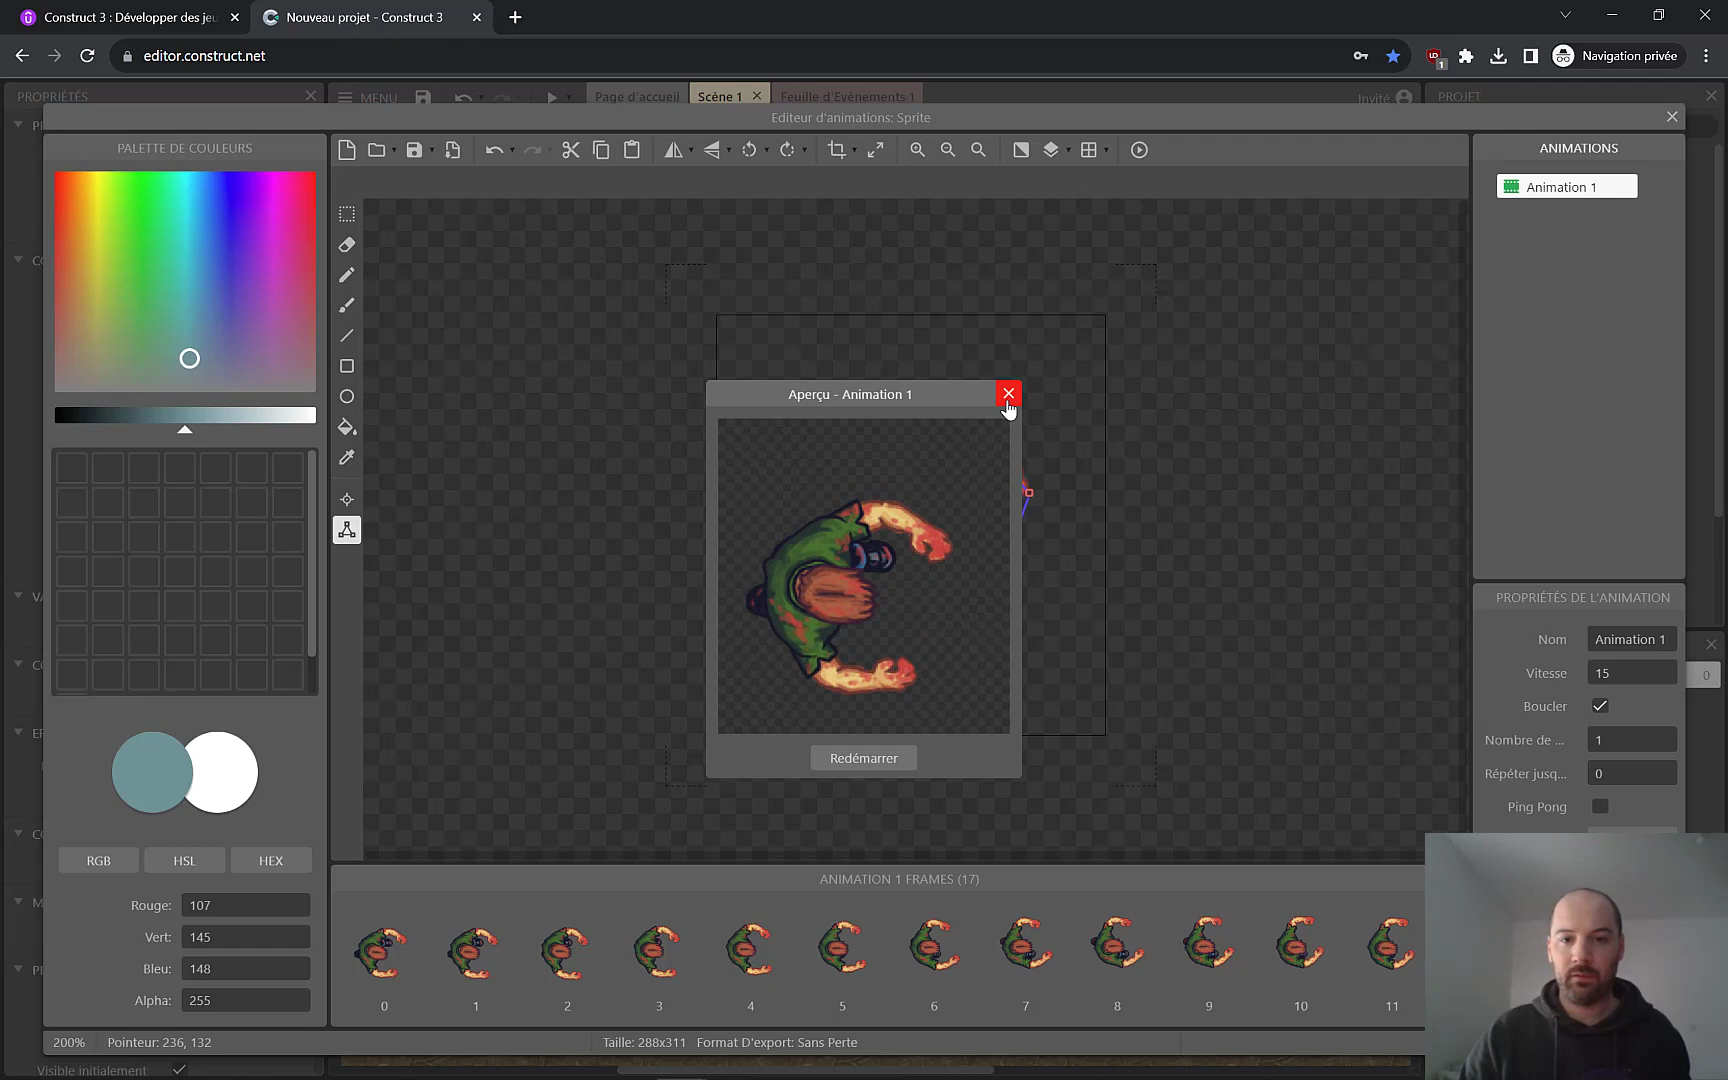 Construct 3 : Développer des jeu
Nouveau projet - Construct 3
editor.construct.net
Navigation privée
PROPRIÉTÉS
MENU
Page d'accueil
Scène 1
Feuille d'Evènements 1
Invité
PROJET
Editeur d'animations: Sprite
PALETTE DE COULEURS
ANIMATIONS
Animation 1
Aperçu - Animation 1
Redémarrer
PROPRIÉTÉS DE L'ANIMATION
Nom
Animation 1
Vitesse
15
0
Boucler
Nombre de ...
1
Répéter jusq...
0
Ping Pong
RGB
HSL
HEX
Rouge:
107
Vert:
145
Bleu:
148
Alpha:
255
ANIMATION 1 FRAMES (17)
0
1
2
3
4
5
6
7
8
9
10
11
200%
Pointeur: 236, 132
Taille: 288x311
Format D'export: Sans Perte
Visible initialement